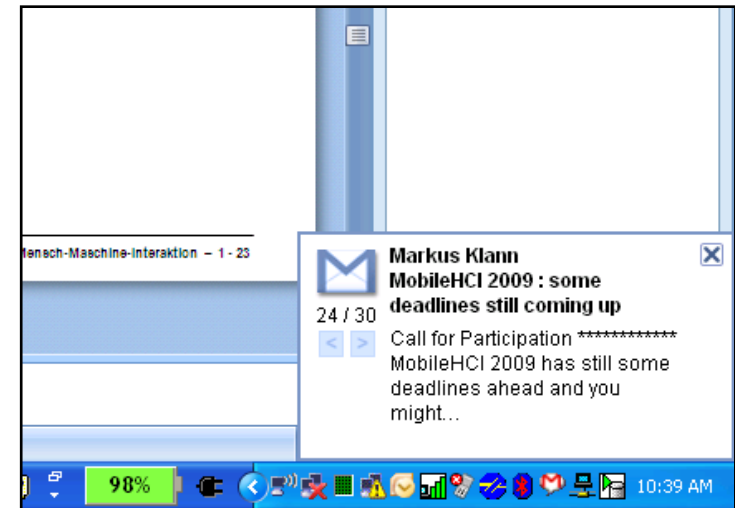 Mensch-Maschine-Interaktion – 1 - 23
Markus Klann
MobileHCI 2009 : some
deadlines still coming up
24 / 30
< >
Call for Participation ************
MobileHCI 2009 has still some
deadlines ahead and you
might...
98%
10:39 AM